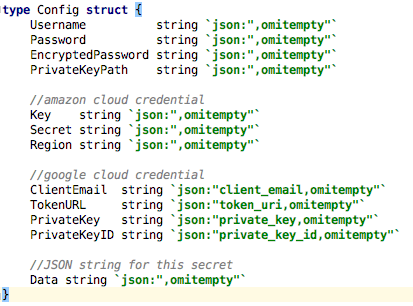 type Config struct {
Username string `json:",omitempty"`
Password string `json:",omitempty"`
EncryptedPassword string `json:",omitempty"`
PrivateKeyPath string `json:",omitempty"`
//amazon cloud credential
Key string `json:",omitempty"`
Secret string `json:",omitempty"`
Region string `json:",omitempty"`
//google cloud credential
ClientEmail string `json:"client_email,omitempty"`
TokenURL string `json:"token_uri,omitempty"`
PrivateKey string `json:"private_key,omitempty"`
PrivateKeyID string `json:"private_key_id,omitempty"`
//JSON string for this secret
Data string `json:",omitempty"`
}